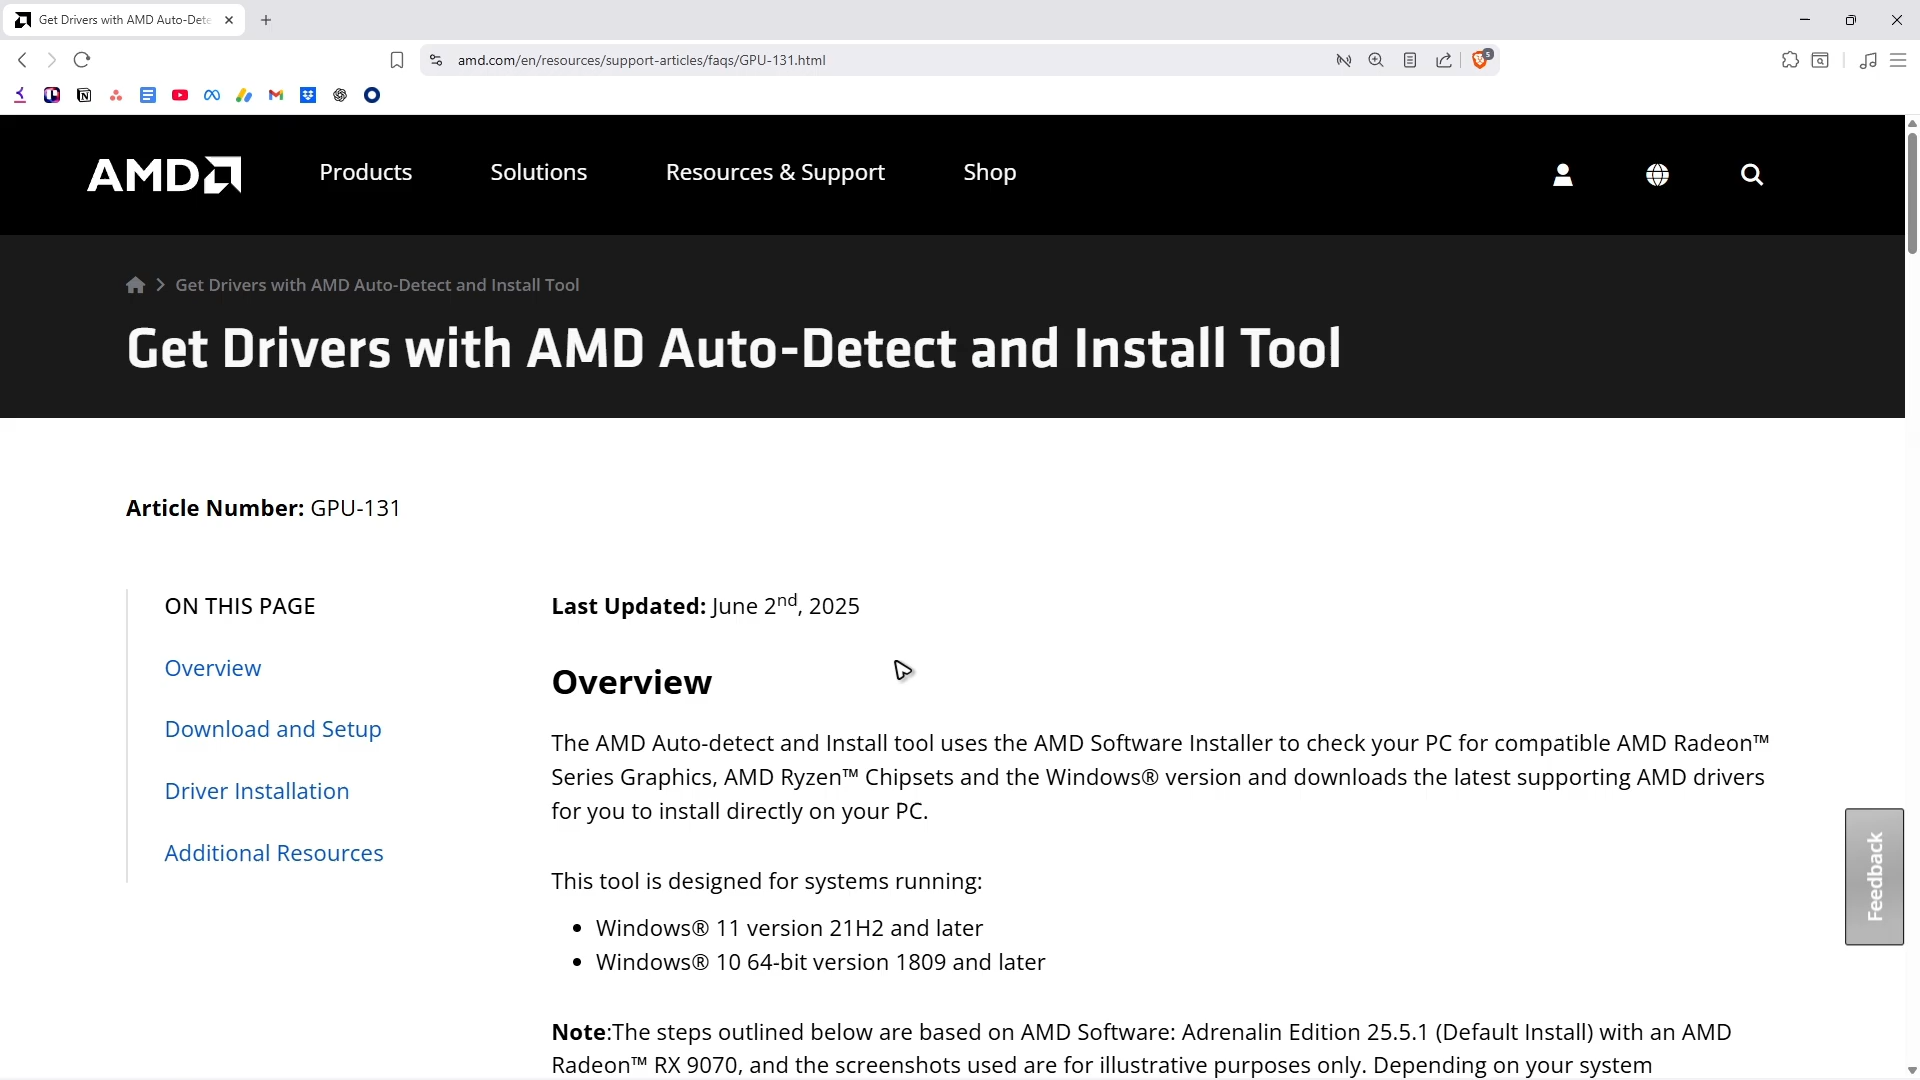 Get Drivers with AMD Auto-Dete
amd.com/en/resources/support-articles/faqs/GPU-131.html
5
AMD
Products
Solutions
Resources & Support
Shop
Get Drivers with AMD Auto-Detect and Install Tool
Get Drivers with AMD Auto-Detect and Install Tool
Article Number: GPU-131
ON THIS PAGE
Overview
Download and Setup
Driver Installation
Additional Resources
Last Updated: June 2nd, 2025
Overview
The AMD Auto-detect and Install tool uses the AMD Software Installer to check your PC for compatible AMD Radeon™
Series Graphics, AMD Ryzen™ Chipsets and the Windows® version and downloads the latest supporting AMD drivers
for you to install directly on your PC.
This tool is designed for systems running:
• Windows® 11 version 21H2 and later
• Windows® 10 64-bit version 1809 and later
Note:The steps outlined below are based on AMD Software: Adrenalin Edition 25.5.1 (Default Install) with an AMD
Radeon™ RX 9070, and the screenshots used are for illustrative purposes only. Depending on your system
Feedback